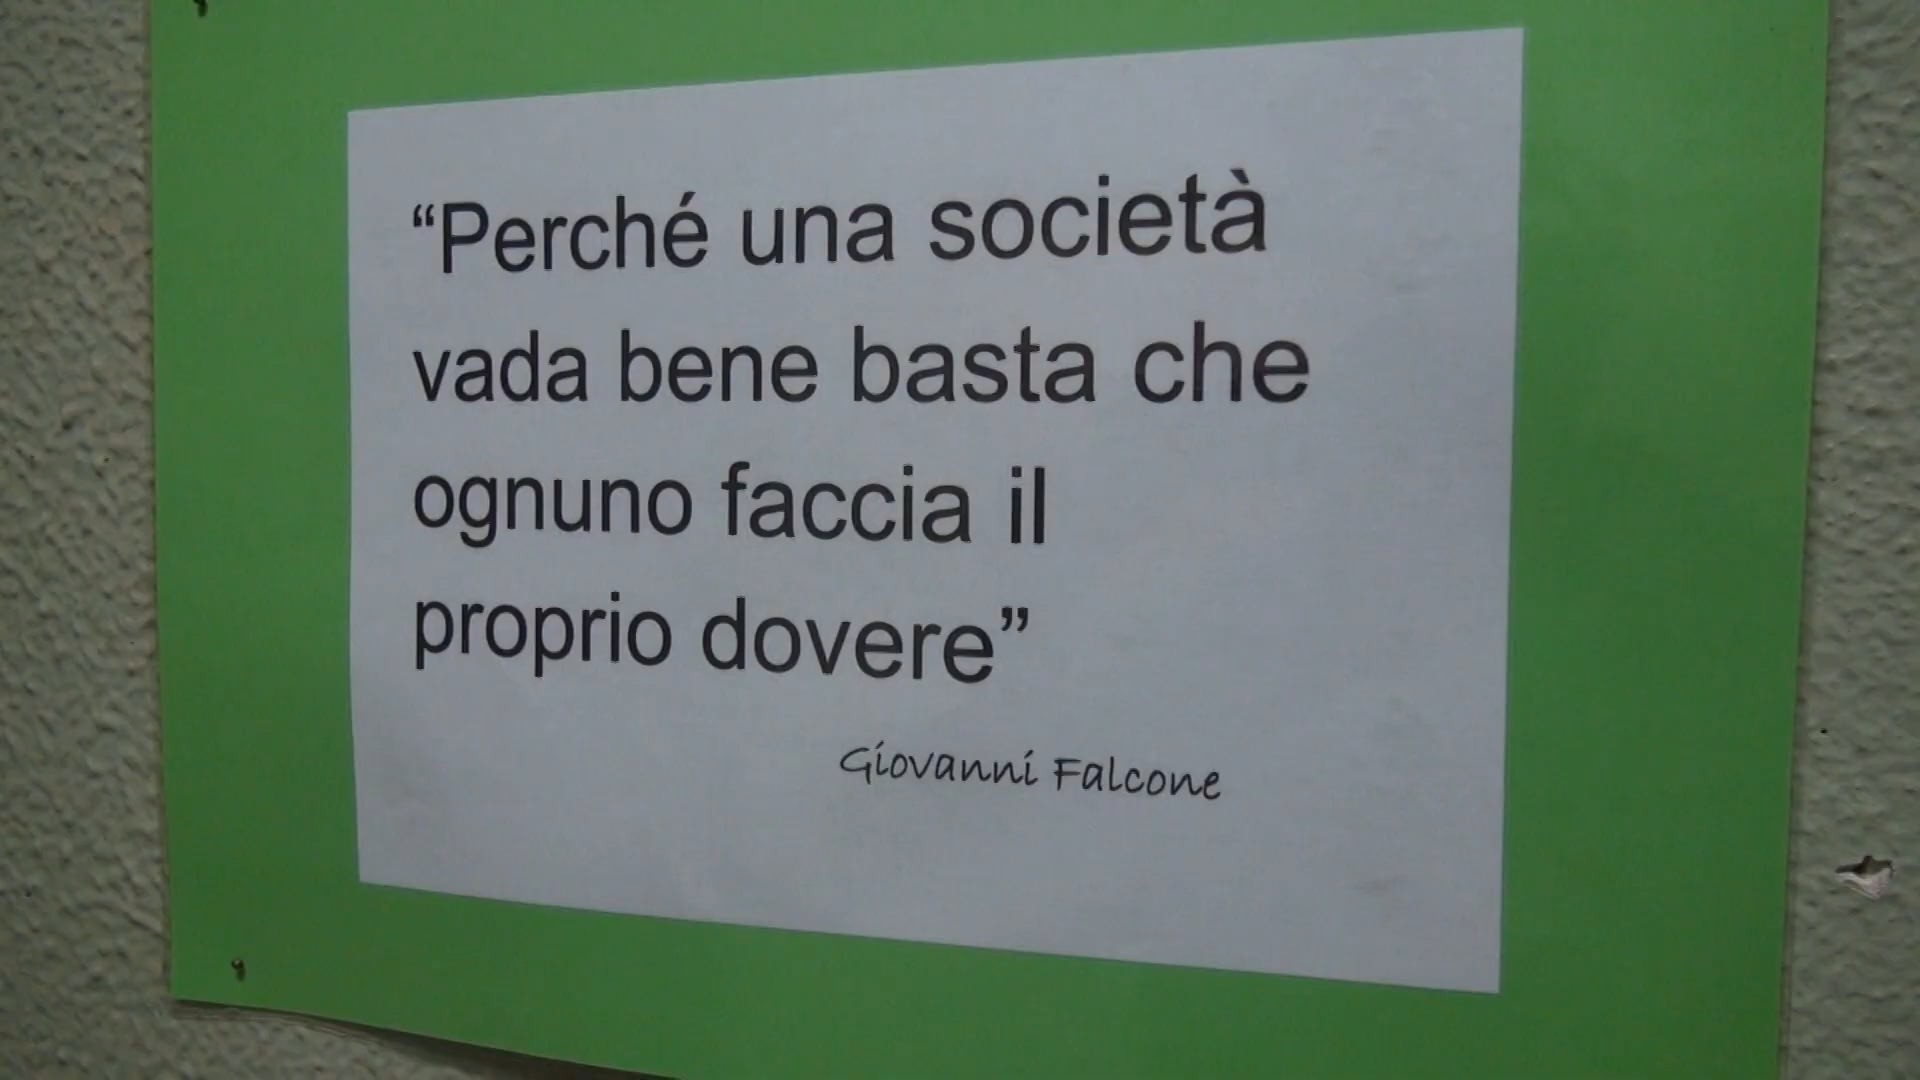 “Perché una società
vada bene basta che
ognuno faccia il
proprio dovere”
Giovanni Falcone